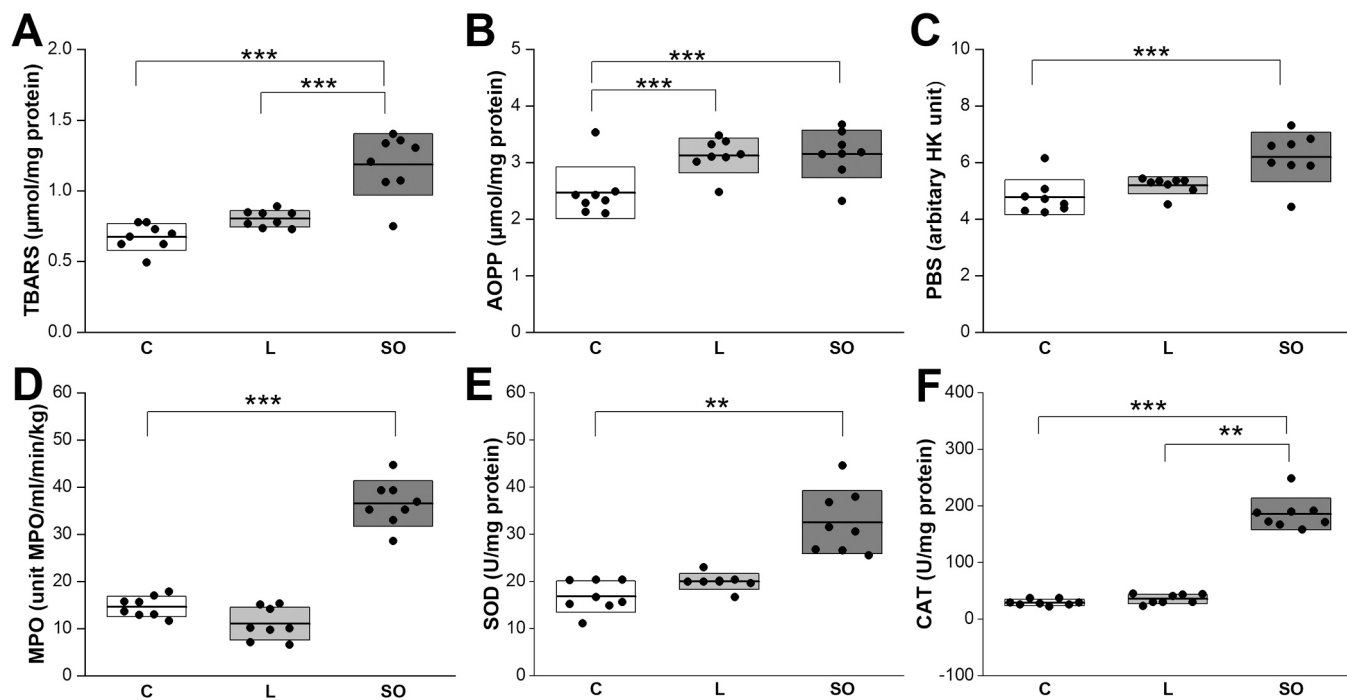 A
TBARS (µmol/mg protein)
2.0
1.5
1.0
0.5
0.0
***
***
C L SO
B
AOPP (µmol/mg protein)
5
4
3
2
1
0
***
***
C L SO
C
PBS (arbitary HK unit)
10
8
6
4
2
0
***
C L SO
D
MPO (unit MPO/ml/min/kg)
60
50
40
30
20
10
0
***
C L SO
E
SOD (U/mg protein)
60
50
40
30
20
10
0
**
C L SO
F
CAT (U/mg protein)
400
300
200
100
0
-100
***
**
C L SO